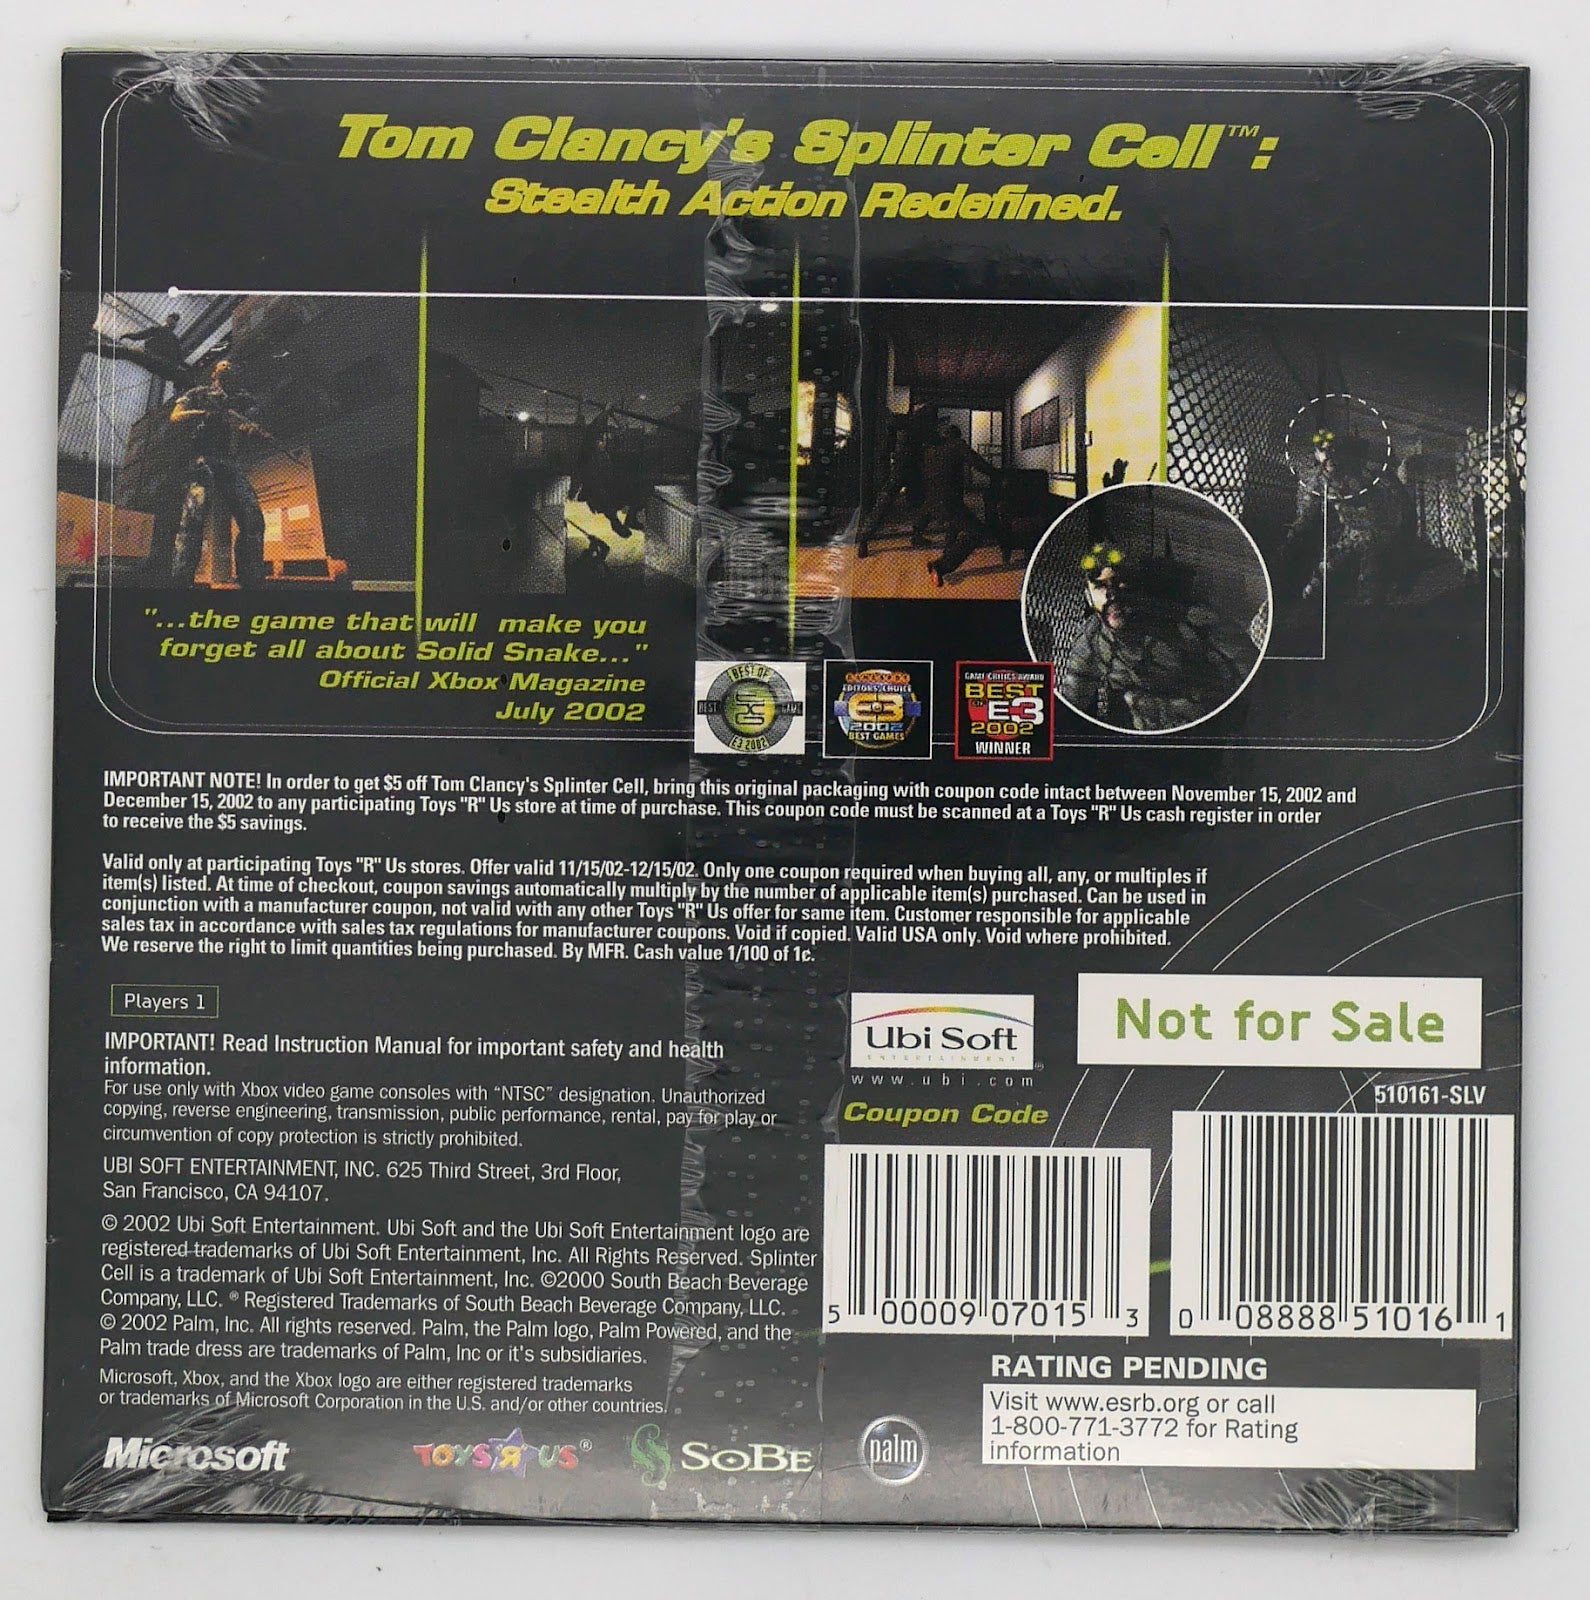 Tom Clancy's Splinter Cell™:
Stealth Action Redefined.
"...the game that will make you
forget all about Solid Snake..."
Official Xbox Magazine
July 2002
BEST OF
BEST GAME
E3 2002
GAMESPOT
EDITORS' CHOICE
E3
2002
BEST GAMES
GAME CRITICS AWARD
BEST
OF E3
2002
WINNER
IMPORTANT NOTE! In order to get $5 off Tom Clancy's Splinter Cell, bring this original packaging with coupon code intact between November 15, 2002 and
December 15, 2002 to any participating Toys "R" Us store at time of purchase. This coupon code must be scanned at a Toys "R" Us cash register in order
to receive the $5 savings.
Valid only at participating Toys "R" Us stores. Offer valid 11/15/02-12/15/02. Only one coupon required when buying all, any, or multiples if
item(s) listed. At time of checkout, coupon savings automatically multiply by the number of applicable item(s) purchased. Can be used in
conjunction with a manufacturer coupon, not valid with any other Toys "R" Us offer for same item. Customer responsible for applicable
sales tax in accordance with sales tax regulations for manufacturer coupons. Void if copied. Valid USA only. Void where prohibited.
We reserve the right to limit quantities being purchased. By MFR. Cash value 1/100 of 1c.
Players 1
IMPORTANT! Read Instruction Manual for important safety and health
information.
For use only with Xbox video game consoles with “NTSC” designation. Unauthorized
copying, reverse engineering, transmission, public performance, rental, pay for play or
circumvention of copy protection is strictly prohibited.
UBI SOFT ENTERTAINMENT, INC. 625 Third Street, 3rd Floor,
San Francisco, CA 94107.
© 2002 Ubi Soft Entertainment. Ubi Soft and the Ubi Soft Entertainment logo are
registered trademarks of Ubi Soft Entertainment, Inc. All Rights Reserved. Splinter
Cell is a trademark of Ubi Soft Entertainment, Inc. ©2000 South Beach Beverage
Company, LLC. ® Registered Trademarks of South Beach Beverage Company, LLC.
© 2002 Palm, Inc. All rights reserved. Palm, the Palm logo, Palm Powered, and the
Palm trade dress are trademarks of Palm, Inc or it's subsidiaries.
Microsoft, Xbox, and the Xbox logo are either registered trademarks
or trademarks of Microsoft Corporation in the U.S. and/or other countries.
Microsoft
TOYS R US®
SoBe
palm
Ubi Soft
ENTERTAINMENT®
www.ubi.com
Coupon Code
5 00009 07015 3
Not for Sale
510161-SLV
0 08888 51016 1
RATING PENDING
Visit www.esrb.org or call
1-800-771-3772 for Rating
information